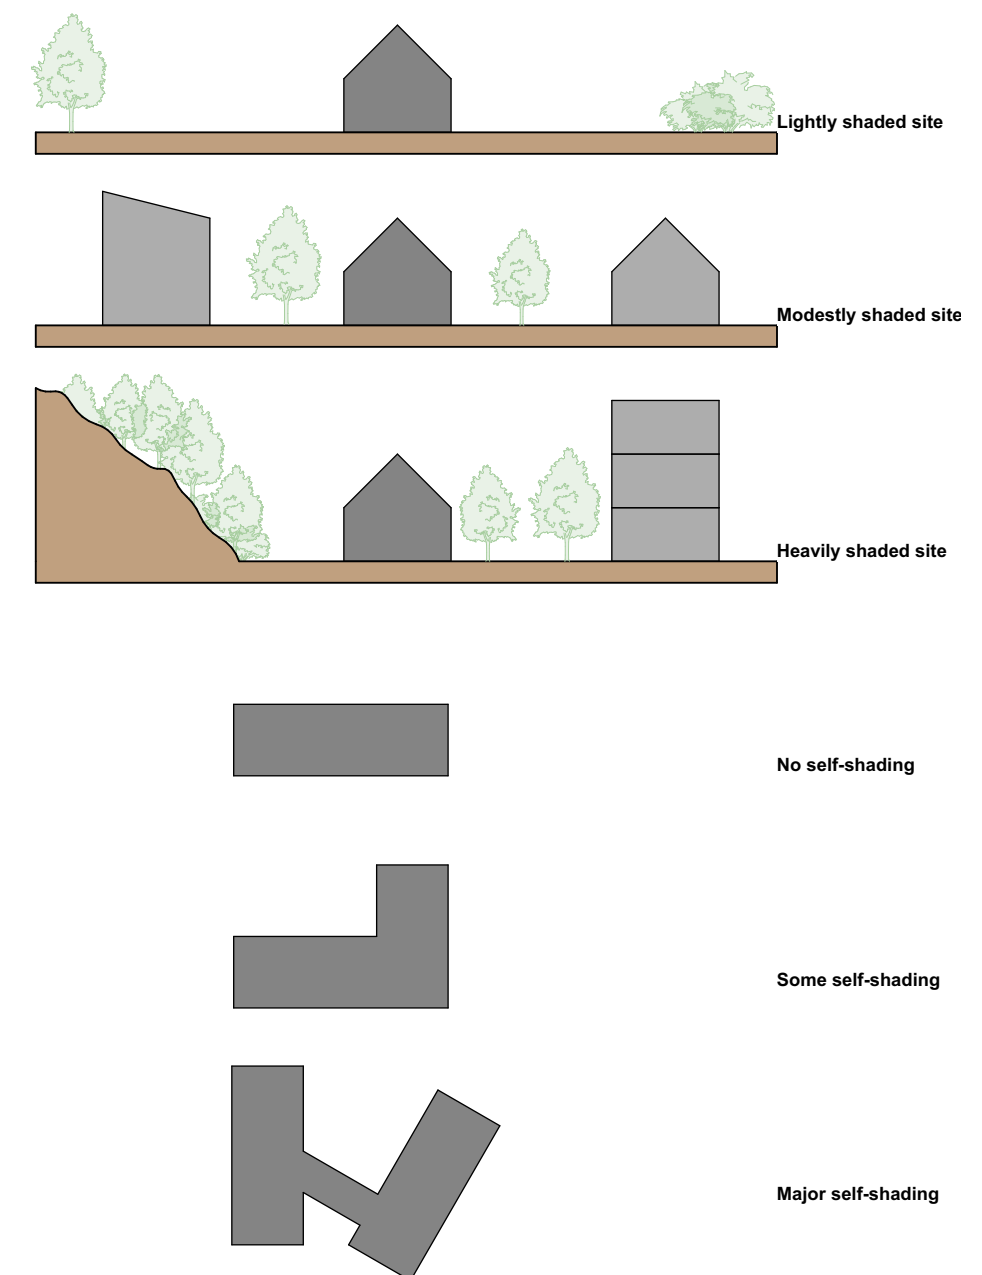 Lightly shaded site
Modestly shaded site
Heavily shaded site
No self-shading
Some self-shading
Major self-shading